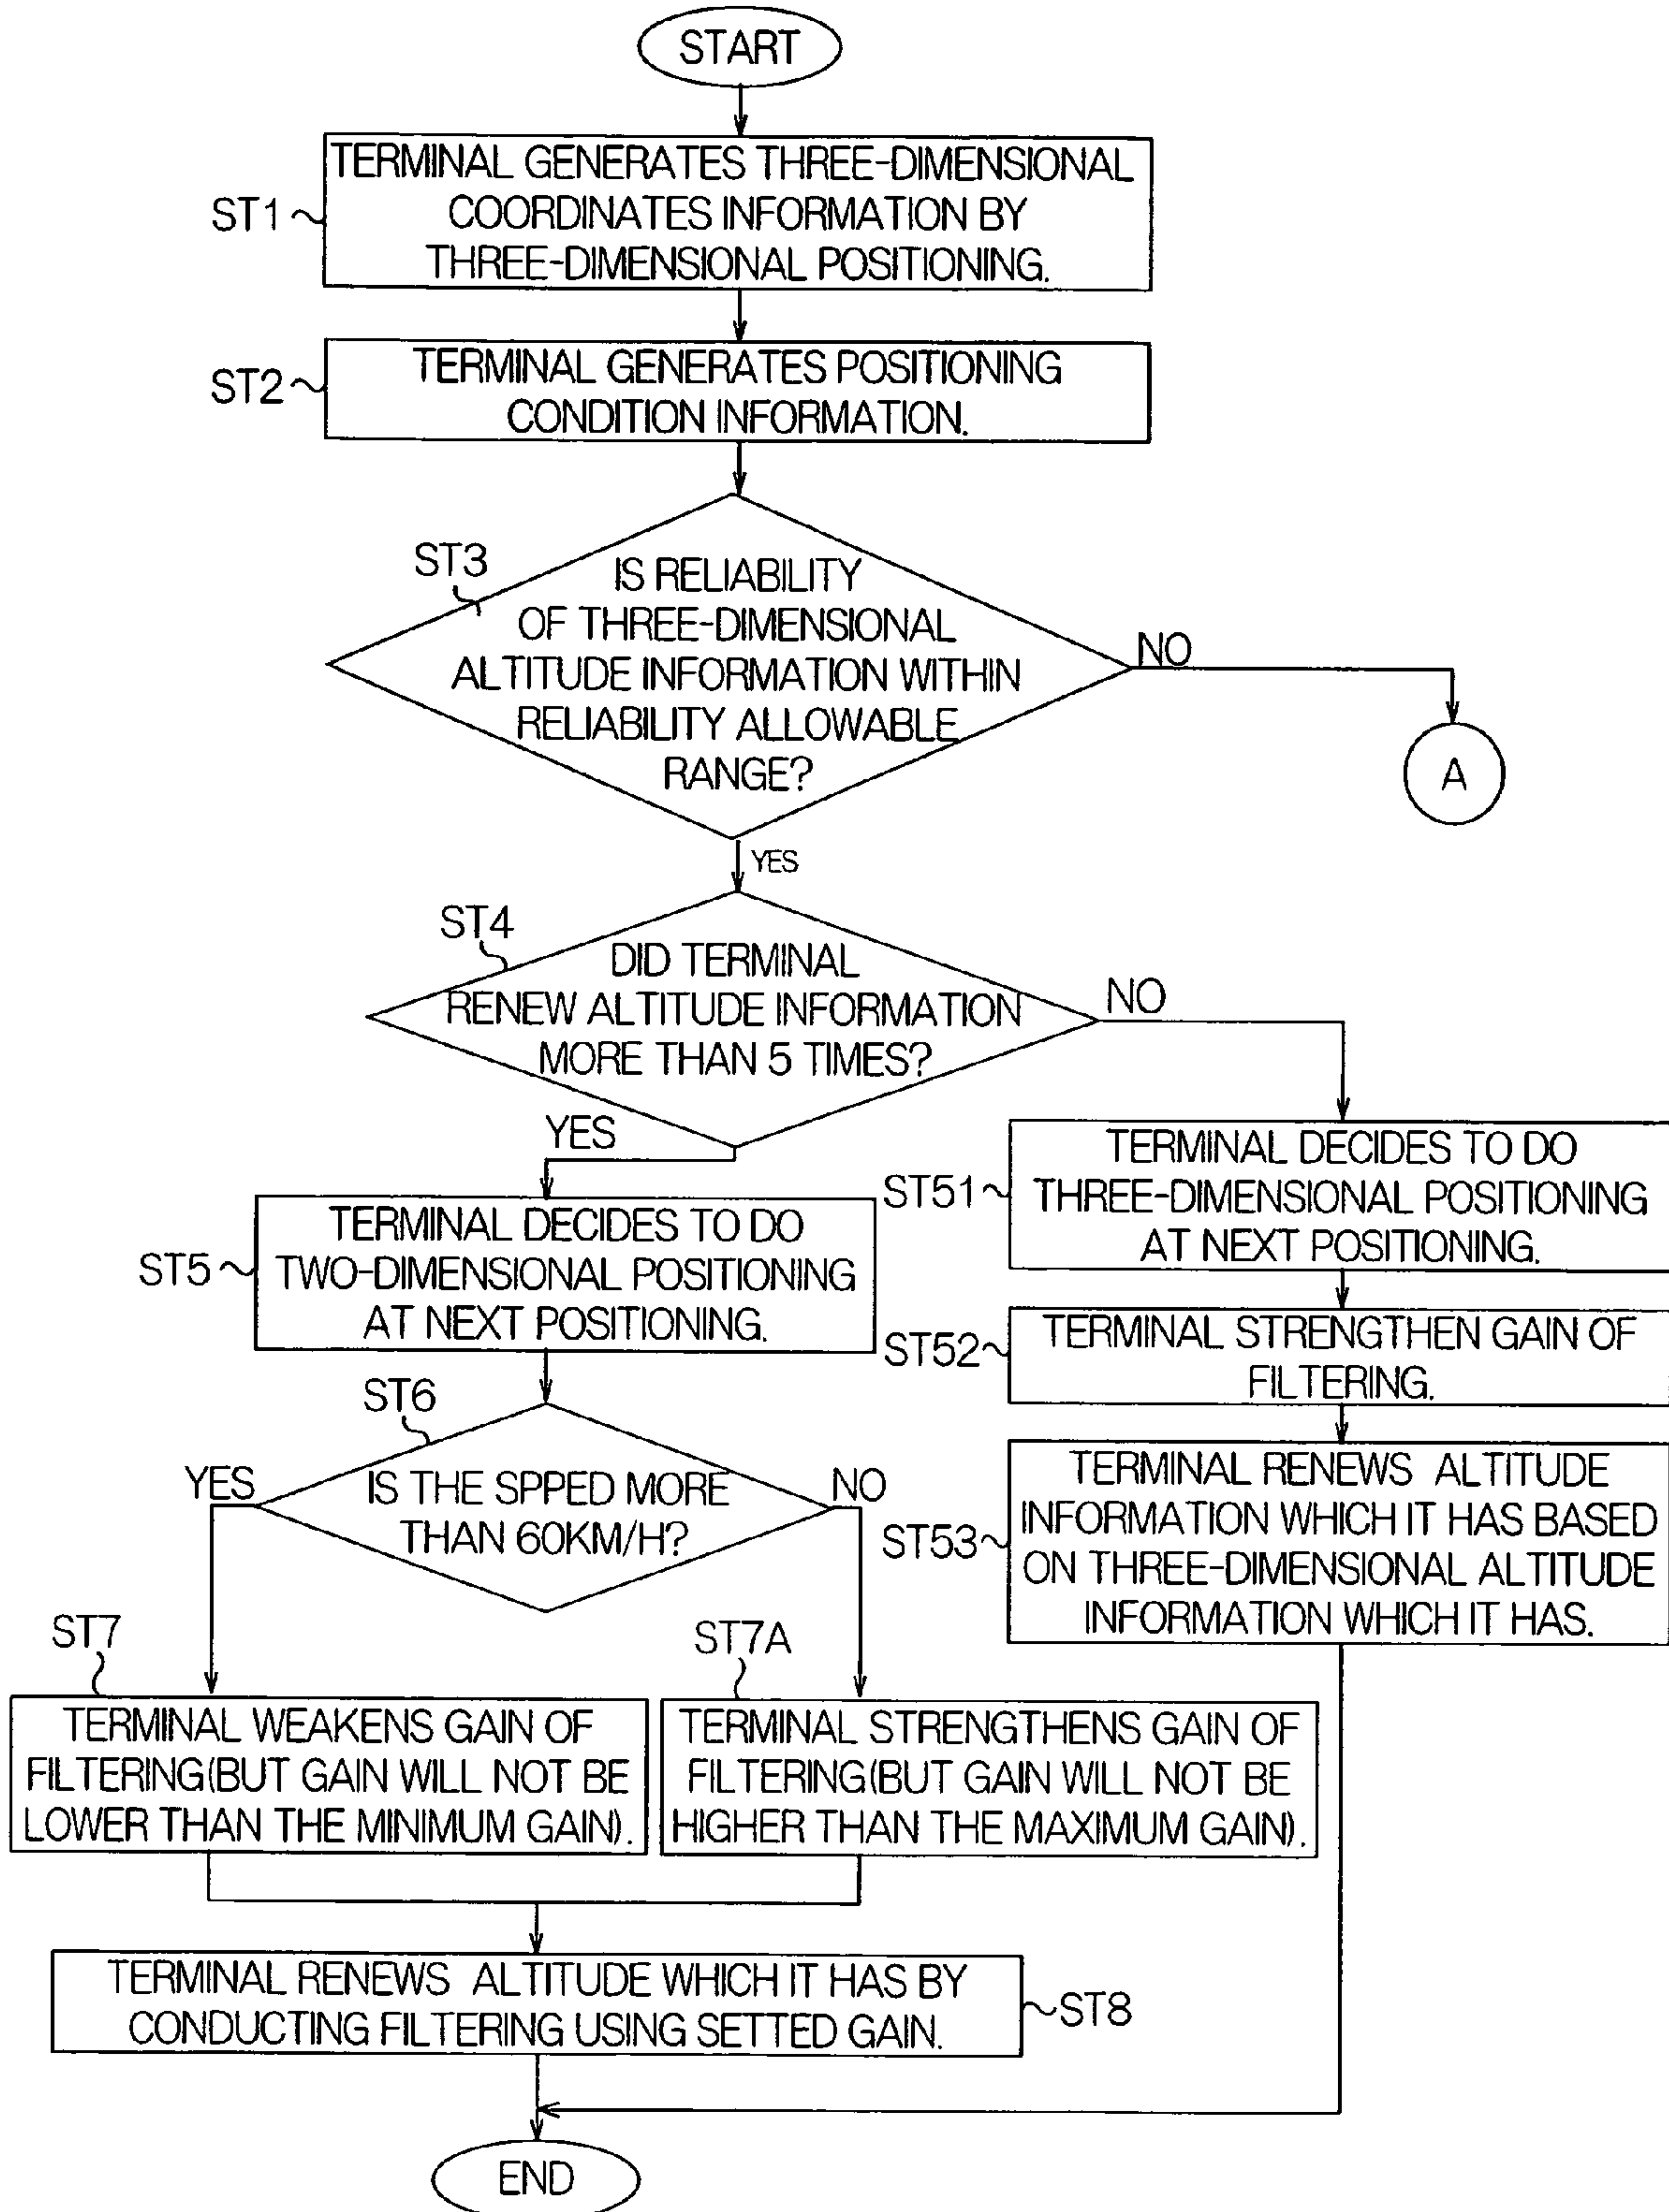 START
TERMINAL GENERATES THREE-DIMENSIONAL
COORDINATES INFORMATION BY
THREE-DIMENSIONAL POSITIONING.
ST1
TERMINAL GENERATES POSITIONING
CONDITION INFORMATION.
ST2
ST3
IS RELIABILITY
OF THREE-DIMENSIONAL
ALTITUDE INFORMATION WITHIN
RELIABILITY ALLOWABLE
RANGE?
NO
A
YES
ST4
DID TERMINAL
RENEW ALTITUDE INFORMATION
MORE THAN 5 TIMES?
NO
YES
ST5
TERMINAL DECIDES TO DO
TWO-DIMENSIONAL POSITIONING
AT NEXT POSITIONING.
ST51
TERMINAL DECIDES TO DO
THREE-DIMENSIONAL POSITIONING
AT NEXT POSITIONING.
ST52
TERMINAL STRENGTHEN GAIN OF
FILTERING.
ST53
TERMINAL RENEWS ALTITUDE
INFORMATION WHICH IT HAS BASED
ON THREE-DIMENSIONAL ALTITUDE
INFORMATION WHICH IT HAS.
ST6
IS THE SPPED MORE
THAN 60KM/H?
YES
NO
ST7
TERMINAL WEAKENS GAIN OF
FILTERING(BUT GAIN WILL NOT BE
LOWER THAN THE MINIMUM GAIN).
ST7A
TERMINAL STRENGTHENS GAIN OF
FILTERING(BUT GAIN WILL NOT BE
HIGHER THAN THE MAXIMUM GAIN).
TERMINAL RENEWS ALTITUDE WHICH IT HAS BY
CONDUCTING FILTERING USING SETTED GAIN.
ST8
END